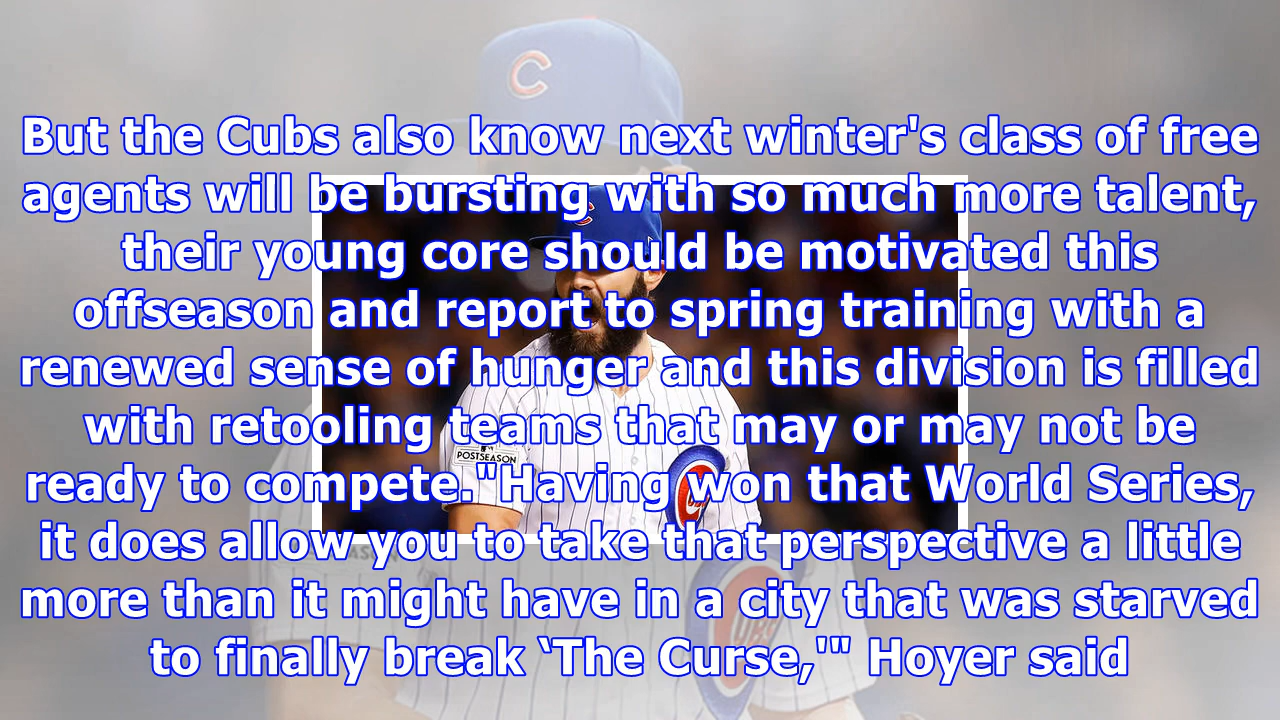 But the Cubs also know next winter's class of free
agents will be bursting with so much more talent,
their young core should be motivated this
offseason and report to spring training with a
renewed sense of hunger and this division is filled
with retooling teams that may or may not be
ready to compete."Having won that World Series,
it does allow you to take that perspective a little
more than it might have in a city that was starved
to finally break ‘The Curse,'" Hoyer said
C
C
POSTSEASON